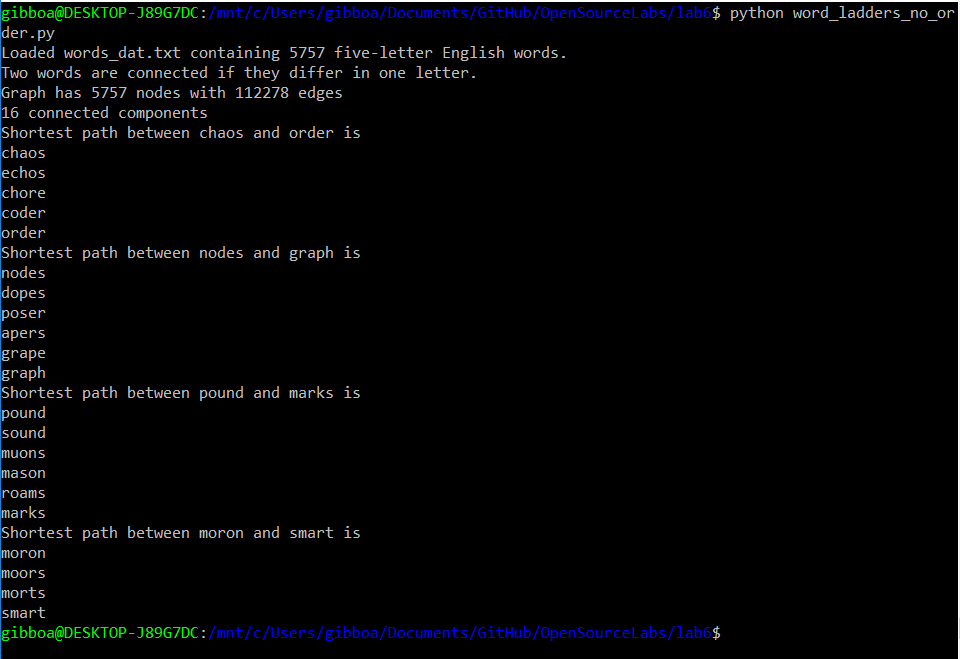 gibboa@DESKTOP-J89G7DC:/mnt/c/Users/gibboa/Documents/GitHub/OpenSourceLabs/lab6$ python word_ladders_no_or
der.py
Loaded words_dat.txt containing 5757 five-letter English words.
Two words are connected if they differ in one letter.
Graph has 5757 nodes with 112278 edges
16 connected components
Shortest path between chaos and order is
chaos
echos
chore
coder
order
Shortest path between nodes and graph is
nodes
dopes
poser
apers
grape
graph
Shortest path between pound and marks is
pound
sound
muons
mason
roams
marks
Shortest path between moron and smart is
moron
moors
morts
smart
gibboa@DESKTOP-J89G7DC:/mnt/c/Users/gibboa/Documents/GitHub/OpenSourceLabs/lab6$